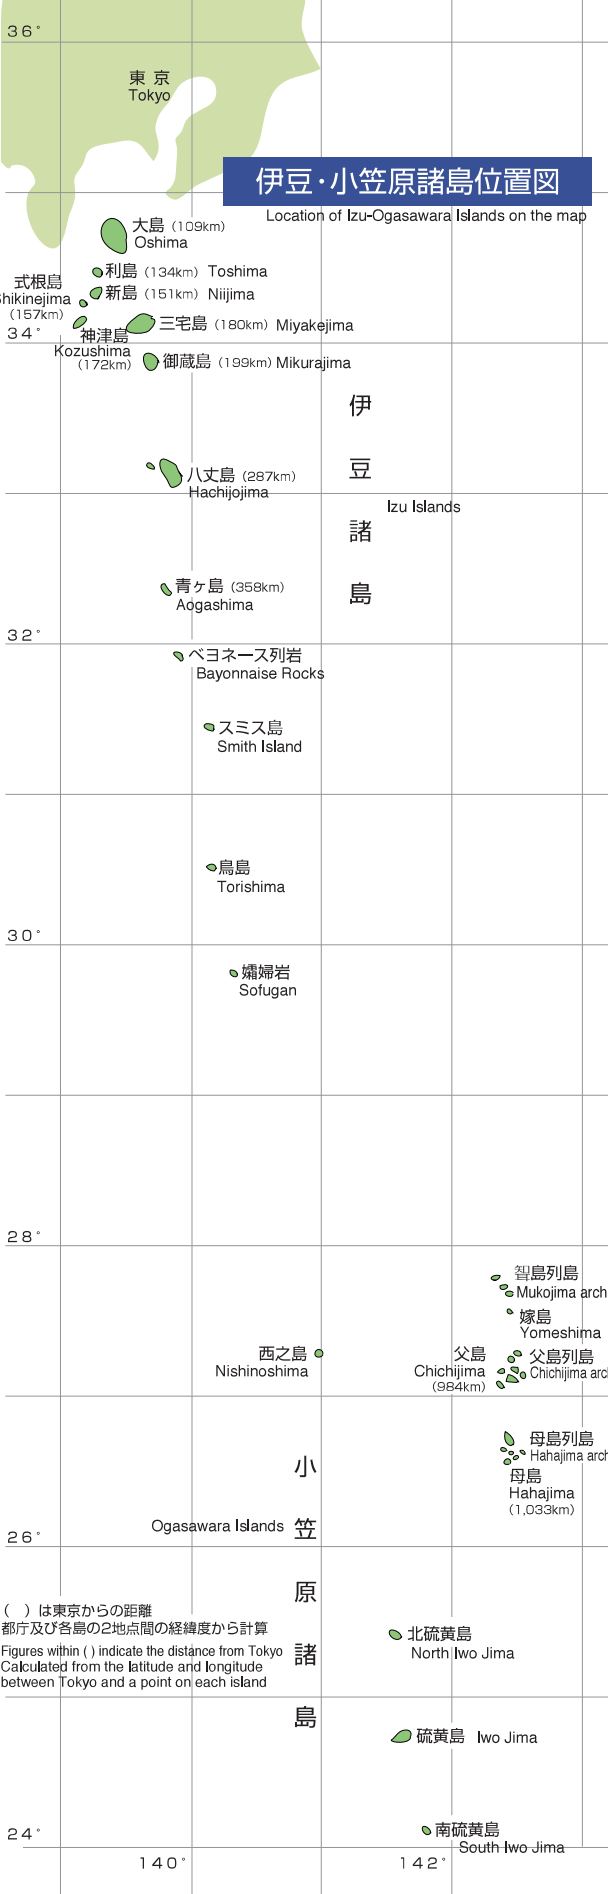 36°
東京
Tokyo
伊豆・小笠原諸島位置図
Location of Izu-Ogasawara Islands on the map
大島 (109km)
Oshima
利島 (134km) Toshima
新島 (151km) Niijima
式根島
Shikinejima
(157km)
三宅島 (180km) Miyakejima
34°
神津島
Kozushima
(172km)
御蔵島 (199km) Mikurajima
伊豆諸島
Izu Islands
八丈島 (287km)
Hachijojima
青ヶ島 (358km)
Aogashima
32°
ベヨネース列岩
Bayonnaise Rocks
スミス島
Smith Island
鳥島
Torishima
30°
孀婦岩
Sofugan
28°
聟島列島
Mukojima arch
嫁島
Yomeshima
西之島
Nishinoshima
父島
Chichijima
(984km)
父島列島
Chichijima arc
母島列島
Hahajima arch
母島
Hahajima
(1,033km)
小笠原諸島
Ogasawara Islands
26°
( )は東京からの距離
都庁及び各島の2地点間の経緯度から計算
Figures within ( ) indicate the distance from Tokyo
Calculated from the latitude and longitude
between Tokyo and a point on each island
北硫黄島
North Iwo Jima
硫黄島 Iwo Jima
24°
南硫黄島
South Iwo Jima
140°
142°